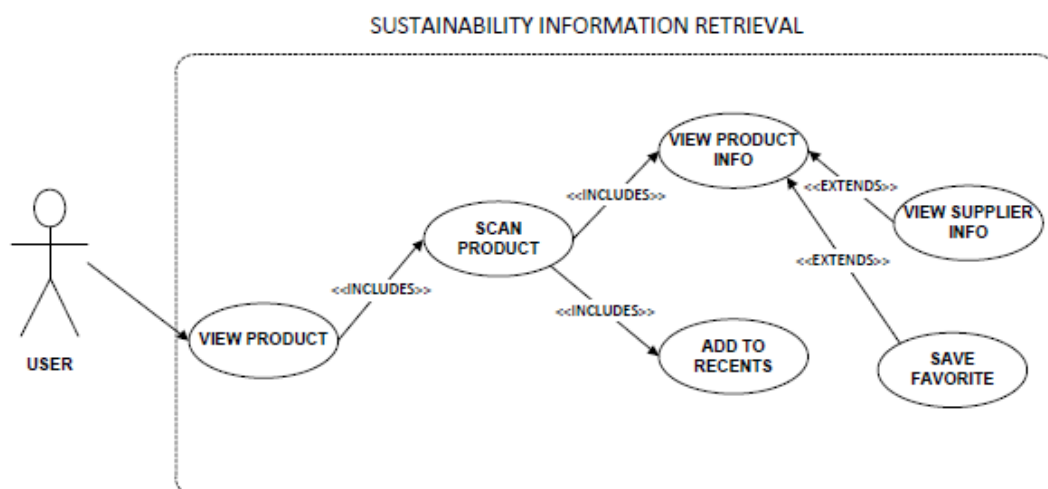 SUSTAINABILITY INFORMATION RETRIEVAL
VIEW PRODUCT
INFO
<<EXTENDS>>
<<INCLUDES>>
VIEW SUPPLIER
INFO
SCAN
PRODUCT
<<EXTENDS>>
<<INCLUDES>>
<<INCLUDES>>
VIEW PRODUCT
ADD TO
RECENTS
SAVE
FAVORITE
USER